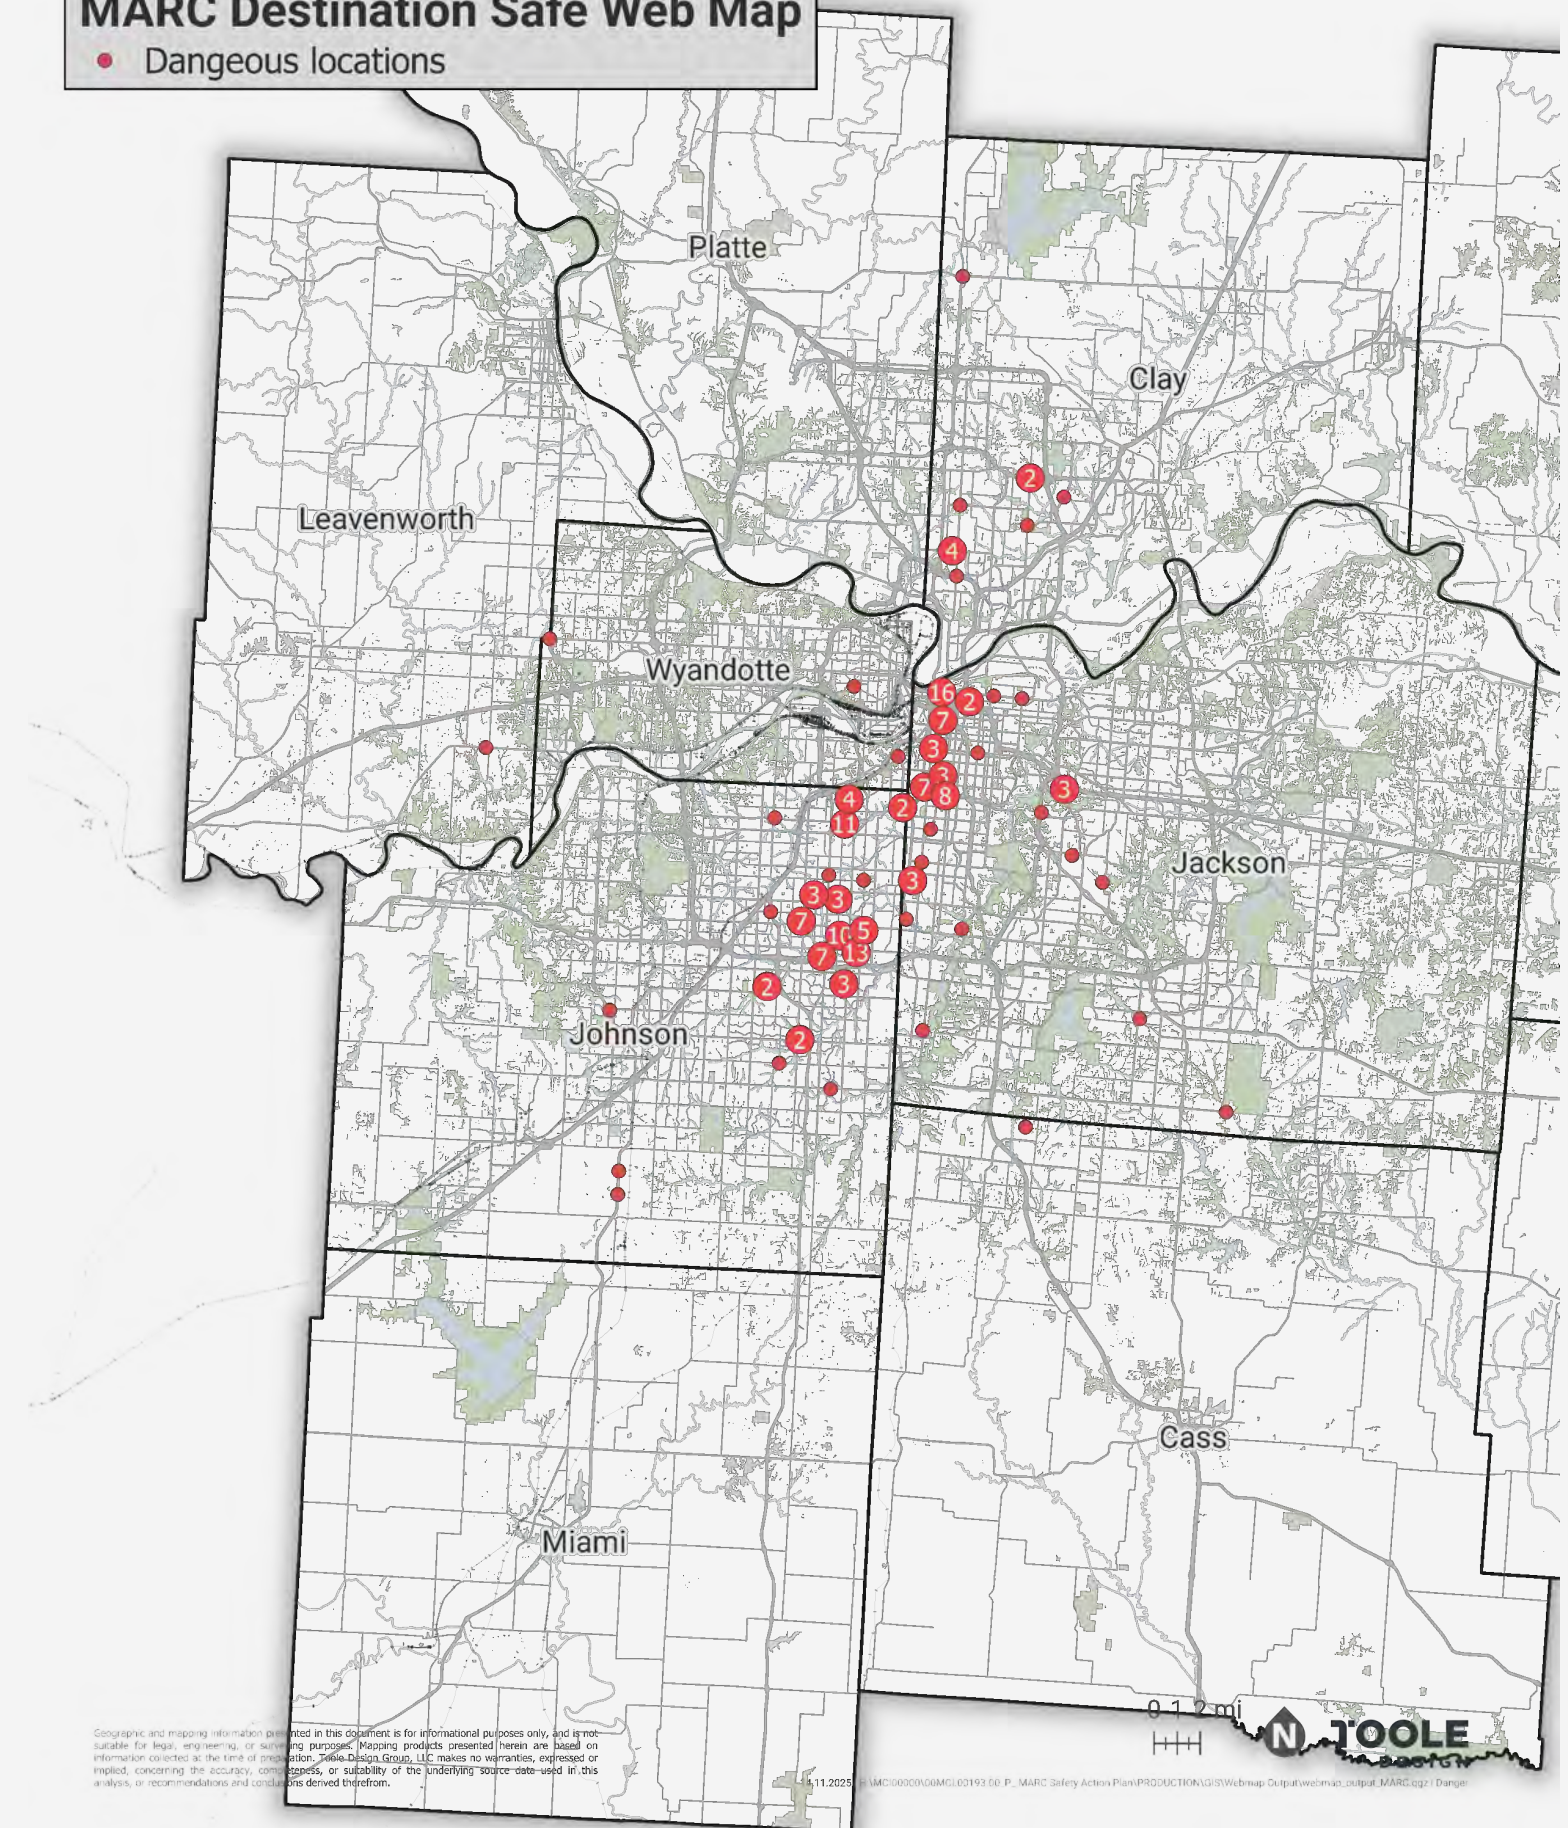 MARC Destination Safe Web Map
Dangeous locations
Platte
Clay
2
Leavenworth
4
Wyandotte
16
2
7
3
3
7
8
3
4
2
11
Jackson
3
3
3
7
10
5
13
7
2
3
Johnson
2
Cass
Miami
0 1 2 mi
N
TOOLE
DESIGN
Geographic and mapping information presented in this document is for informational purposes only, and is not
suitable for legal, engineering, or surveying purposes. Mapping products presented herein are based on
information collected at the time of preparation. Toole Design Group, LLC makes no warranties, expressed or
implied, concerning the accuracy, completeness, or suitability of the underlying source data used in this
analysis, or recommendations and conclusions derived therefrom.